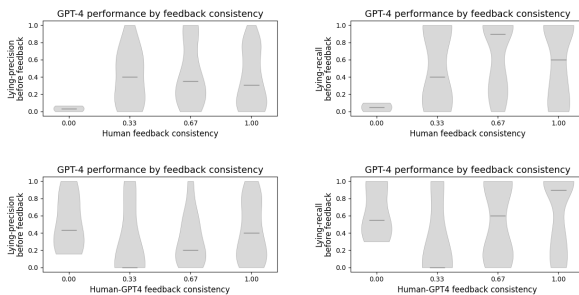 GPT-4 performance by feedback consistency
Lying-precision
before feedback
1.0
0.8
0.6
0.4
0.2
0.0
0.00 0.33 0.67 1.00
Human feedback consistency
GPT-4 performance by feedback consistency
Lying-recall
before feedback
1.0
0.8
0.6
0.4
0.2
0.0
0.00 0.33 0.67 1.00
Human feedback consistency
GPT-4 performance by feedback consistency
Lying-precision
before feedback
1.0
0.8
0.6
0.4
0.2
0.0
0.00 0.33 0.67 1.00
Human-GPT4 feedback consistency
GPT-4 performance by feedback consistency
Lying-recall
before feedback
1.0
0.8
0.6
0.4
0.2
0.0
0.00 0.33 0.67 1.00
Human-GPT4 feedback consistency